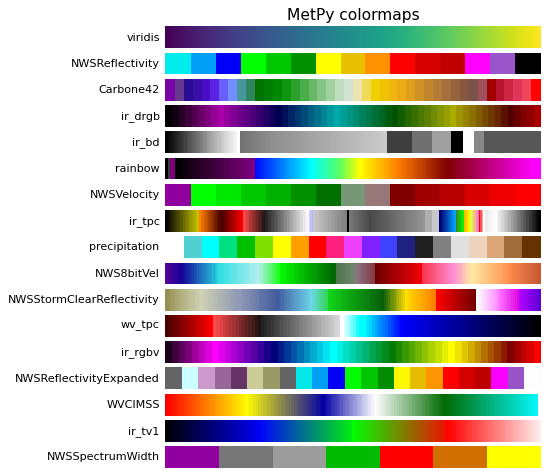 MetPy colormaps
viridis
NWSReflectivity
Carbone42
ir_drgb
ir_bd
rainbow
NWSVelocity
ir_tpc
precipitation
NWS8bitVel
NWSStormClearReflectivity
wv_tpc
ir_rgbv
NWSReflectivityExpanded
WVCIMSS
ir_tv1
NWSSpectrumWidth